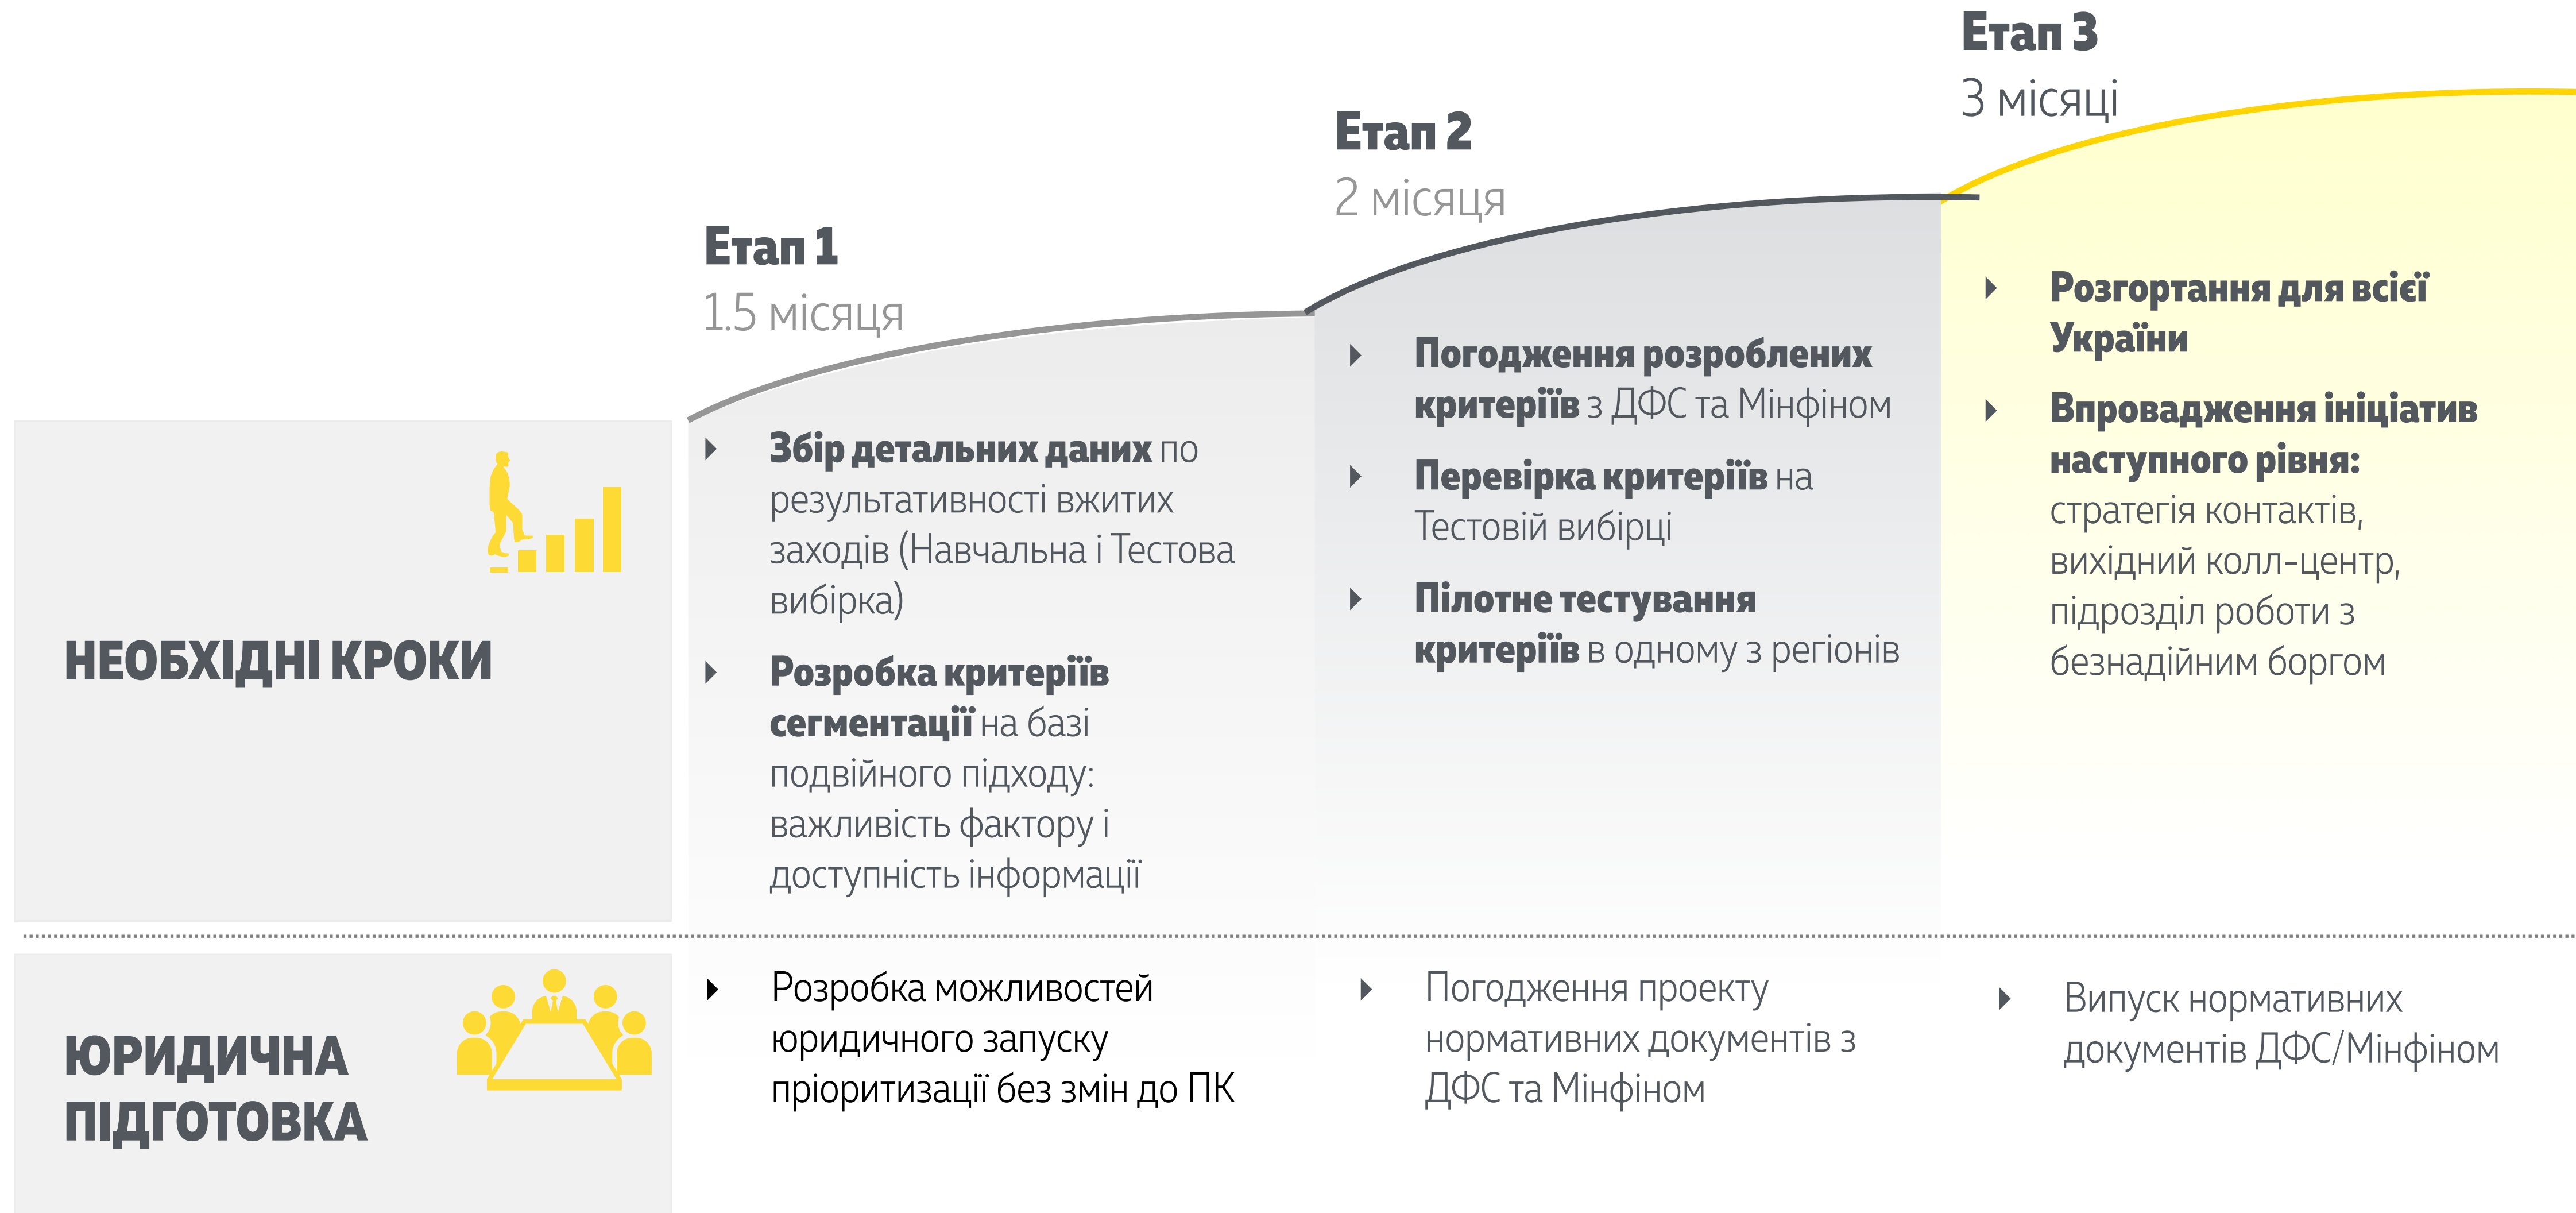 Етап 1
1.5 місяця
Етап 2
2 місяця
Етап 3
3 місяці
НЕОБХІДНІ КРОКИ
Збір детальних даних по
результативності вжитих
заходів (Навчальна і Тестова
вибірка)
Розробка критеріїв
сегментації на базі
подвійного підходу:
важливість фактору і
доступність інформації
Погодження розроблених
критеріїв з ДФС та Мінфіном
Перевірка критеріїв на
Тестовій вибірці
Пілотне тестування
критеріїв в одному з регіонів
Розгортання для всієї
України
Впровадження ініціатив
наступного рівня:
стратегія контактів,
вихідний колл-центр,
підрозділ роботи з
безнадійним боргом
ЮРИДИЧНА
ПІДГОТОВКА
Розробка можливостей
юридичного запуску
пріоритизації без змін до ПК
Погодження проекту
нормативних документів з
ДФС та Мінфіном
Випуск нормативних
документів ДФС/Мінфіном